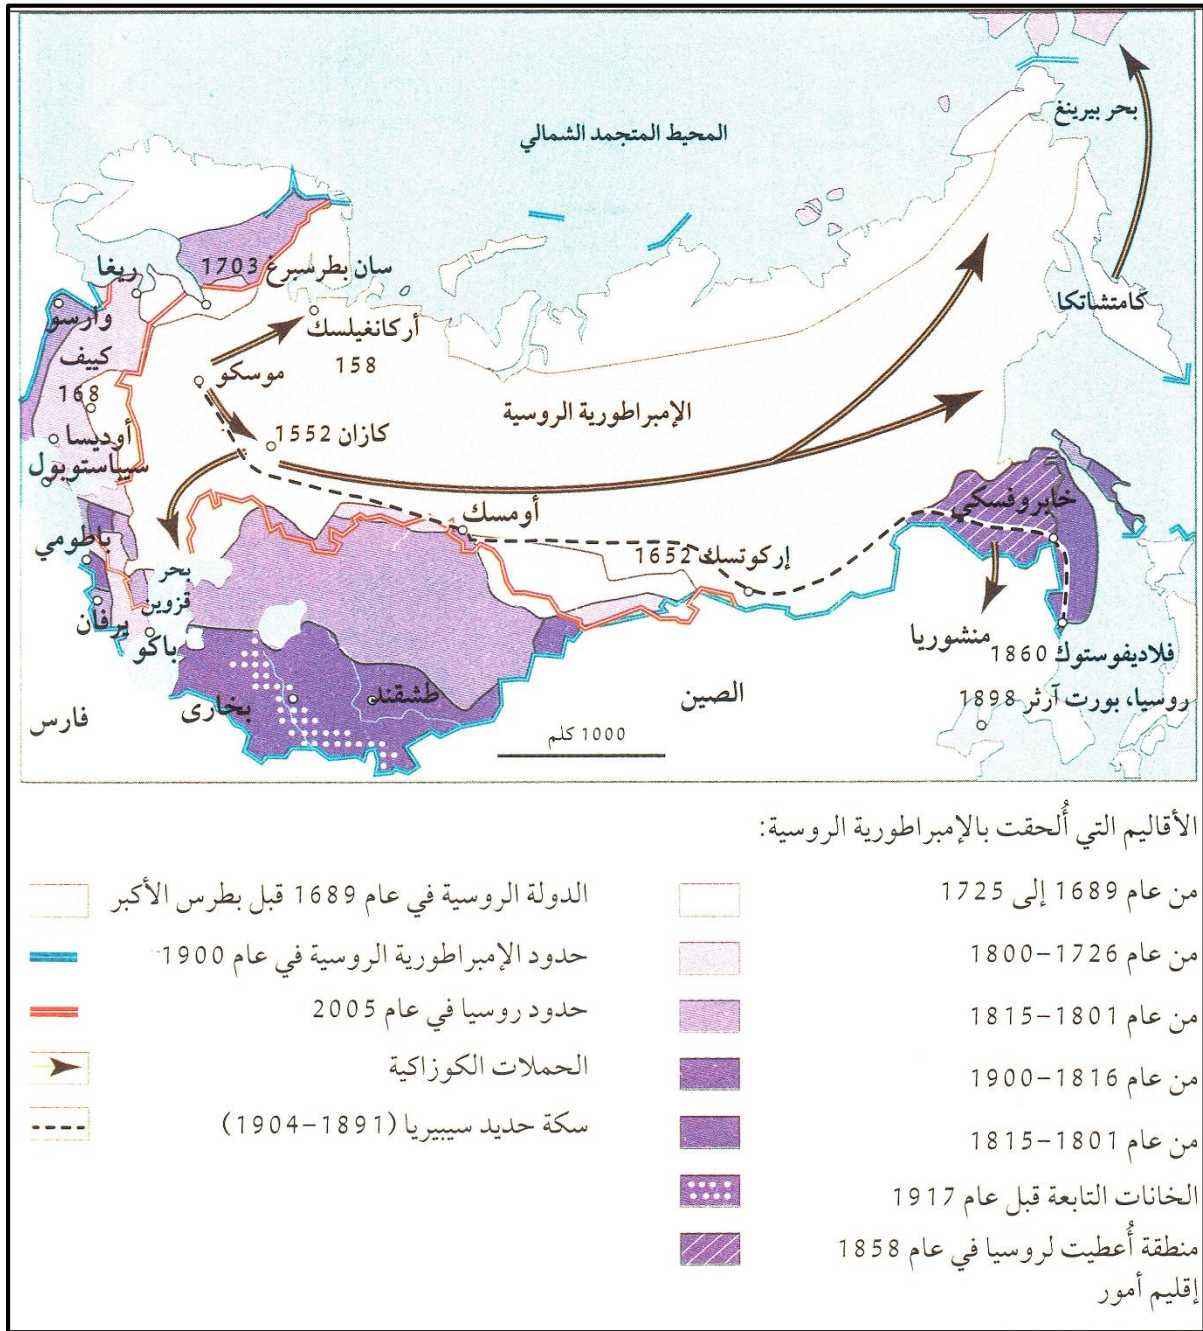 بحر بيرينغ
المحيط المتجمد الشمالي
سان بطرسبرغ 1703
ريغا
كامتشاتكا
وارسو
أركانغيلسك
158
كييف
168
موسكو
الإمبراطورية الروسية
كازان 1552
أوديسا
سيباستوبول
أومسك
خابروفسكي
باطومي
إركوتسك 1652
بحر
قزوين
يرفان
باكو
منشوريا
فلاديفوستوك 1860
طشقند
بخارى
الصين
روسيا، بورت آرثر 1898
فارس
1000 كلم
الأقاليم التي أُلحقت بالإمبراطورية الروسية:
من عام 1689 إلى 1725
من عام 1726–1800
من عام 1801–1815
من عام 1816–1900
من عام 1801–1815
الخانات التابعة قبل عام 1917
منطقة أُعطيت لروسيا في عام 1858
إقليم أمور
الدولة الروسية في عام 1689 قبل بطرس الأكبر
حدود الإمبراطورية الروسية في عام 1900
حدود روسيا في عام 2005
الحملات الكوزاكية
سكة حديد سيبيريا (1891–1904)